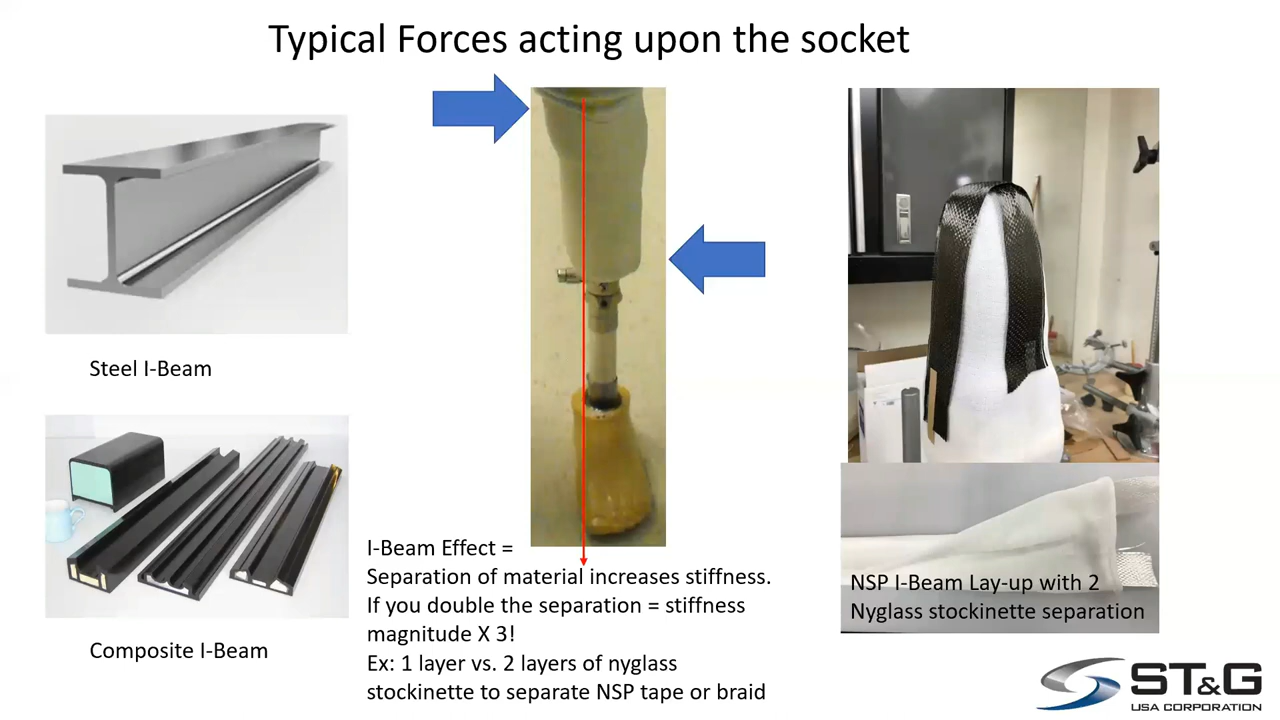 Typical Forces acting upon the socket
Steel I-Beam
Composite I-Beam
I-Beam Effect =
Separation of material increases stiffness.
If you double the separation = stiffness
magnitude X 3!
Ex: 1 layer vs. 2 layers of nyglass
stockinette to separate NSP tape or braid
NSP I-Beam Lay-up with 2
Nyglass stockinette separation
ST&G
USA CORPORATION